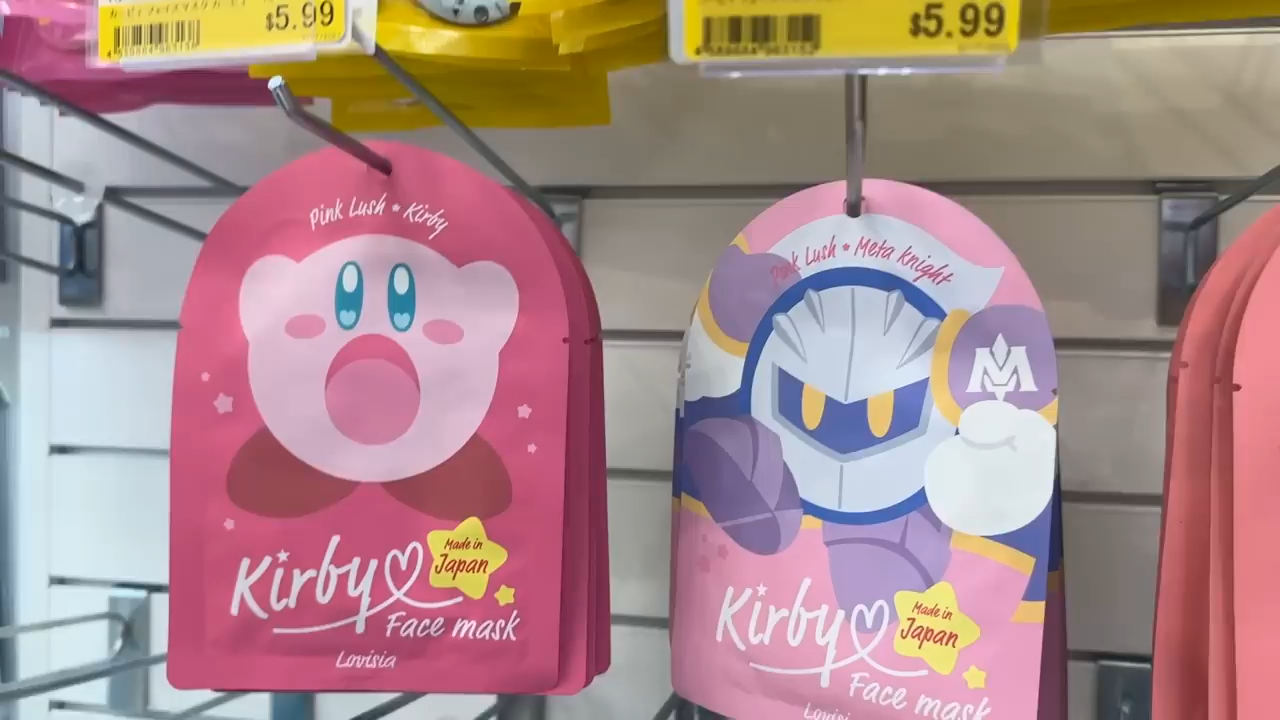 $5.99
$5.99
Pink Lush ★ Kirby
Kirby
Made in
Japan
Face mask
Lovisia
Pink Lush ★ Meta Knight
M
Kirby
Made in
Japan
Face mask